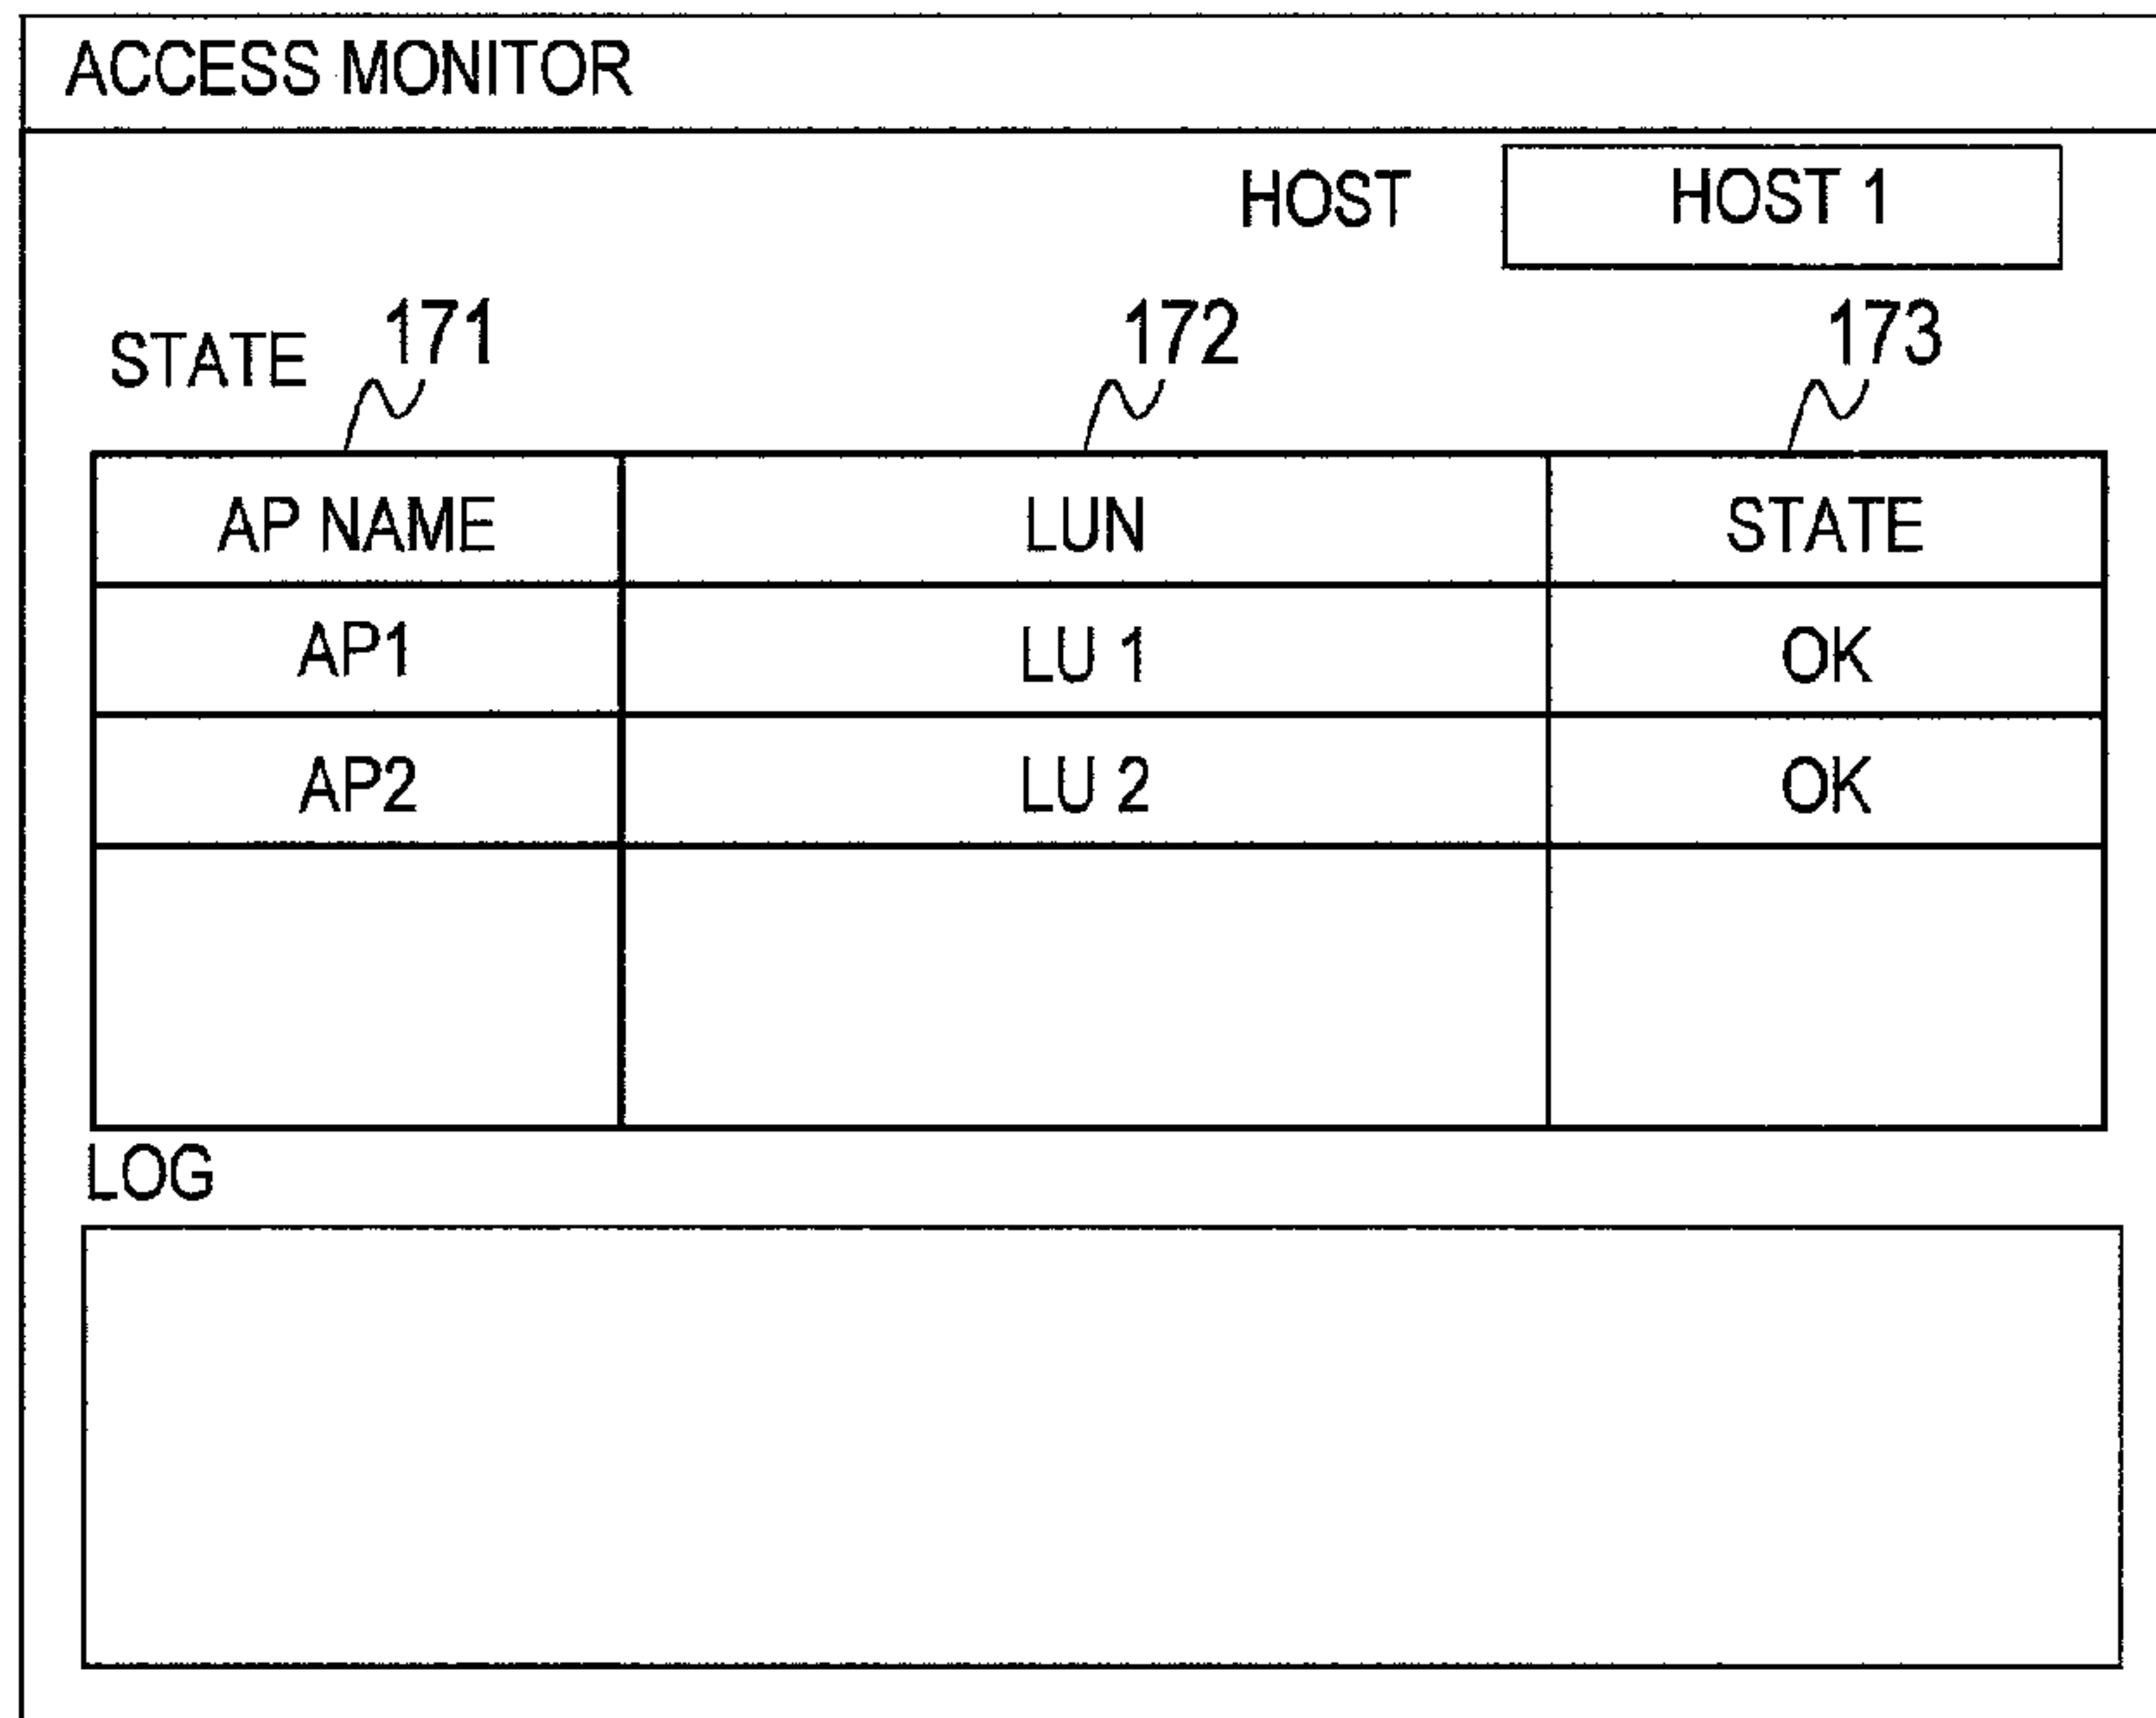 ACCESS MONITOR
HOST HOST 1
STATE 171 172 173
AP NAME LUN STATE
AP1 LU 1 OK
AP2 LU 2 OK
LOG